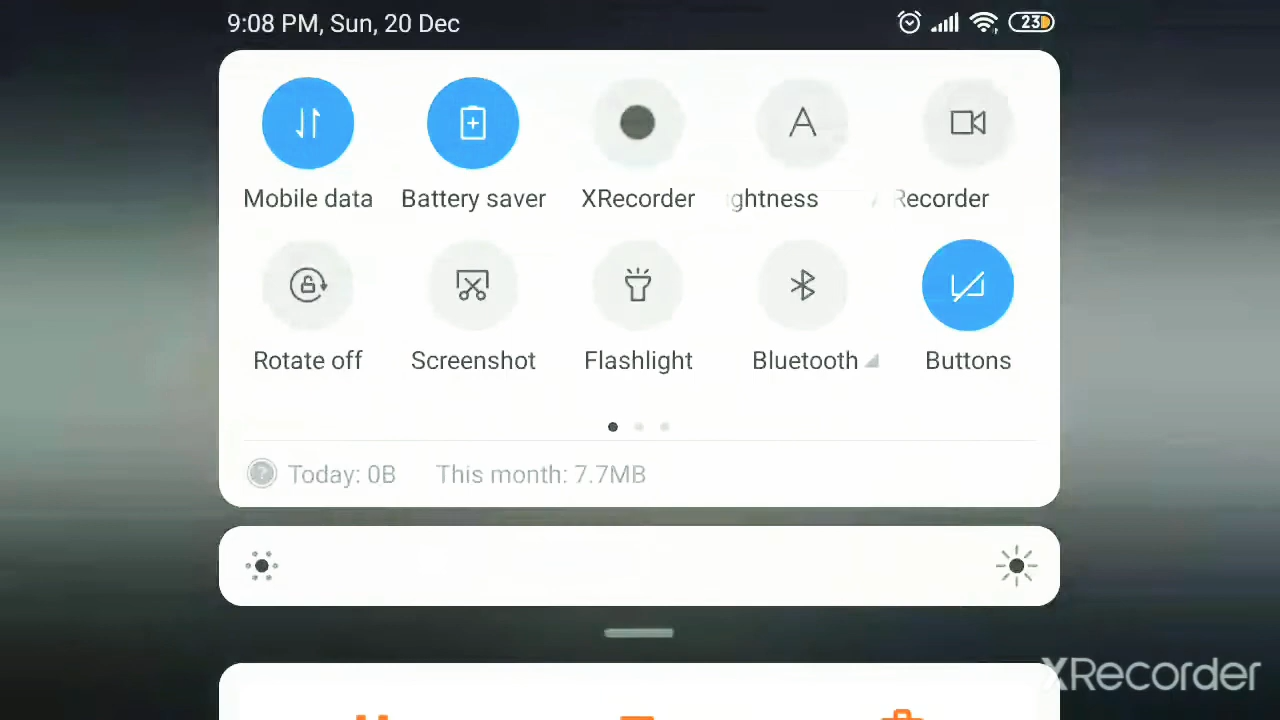 9:08 PM, Sun, 20 Dec 23
Mobile data Battery saver XRecorder ghtness Recorder
Rotate off Screenshot Flashlight Bluetooth Buttons
Today: 0B This month: 7.7MB
XRecorder